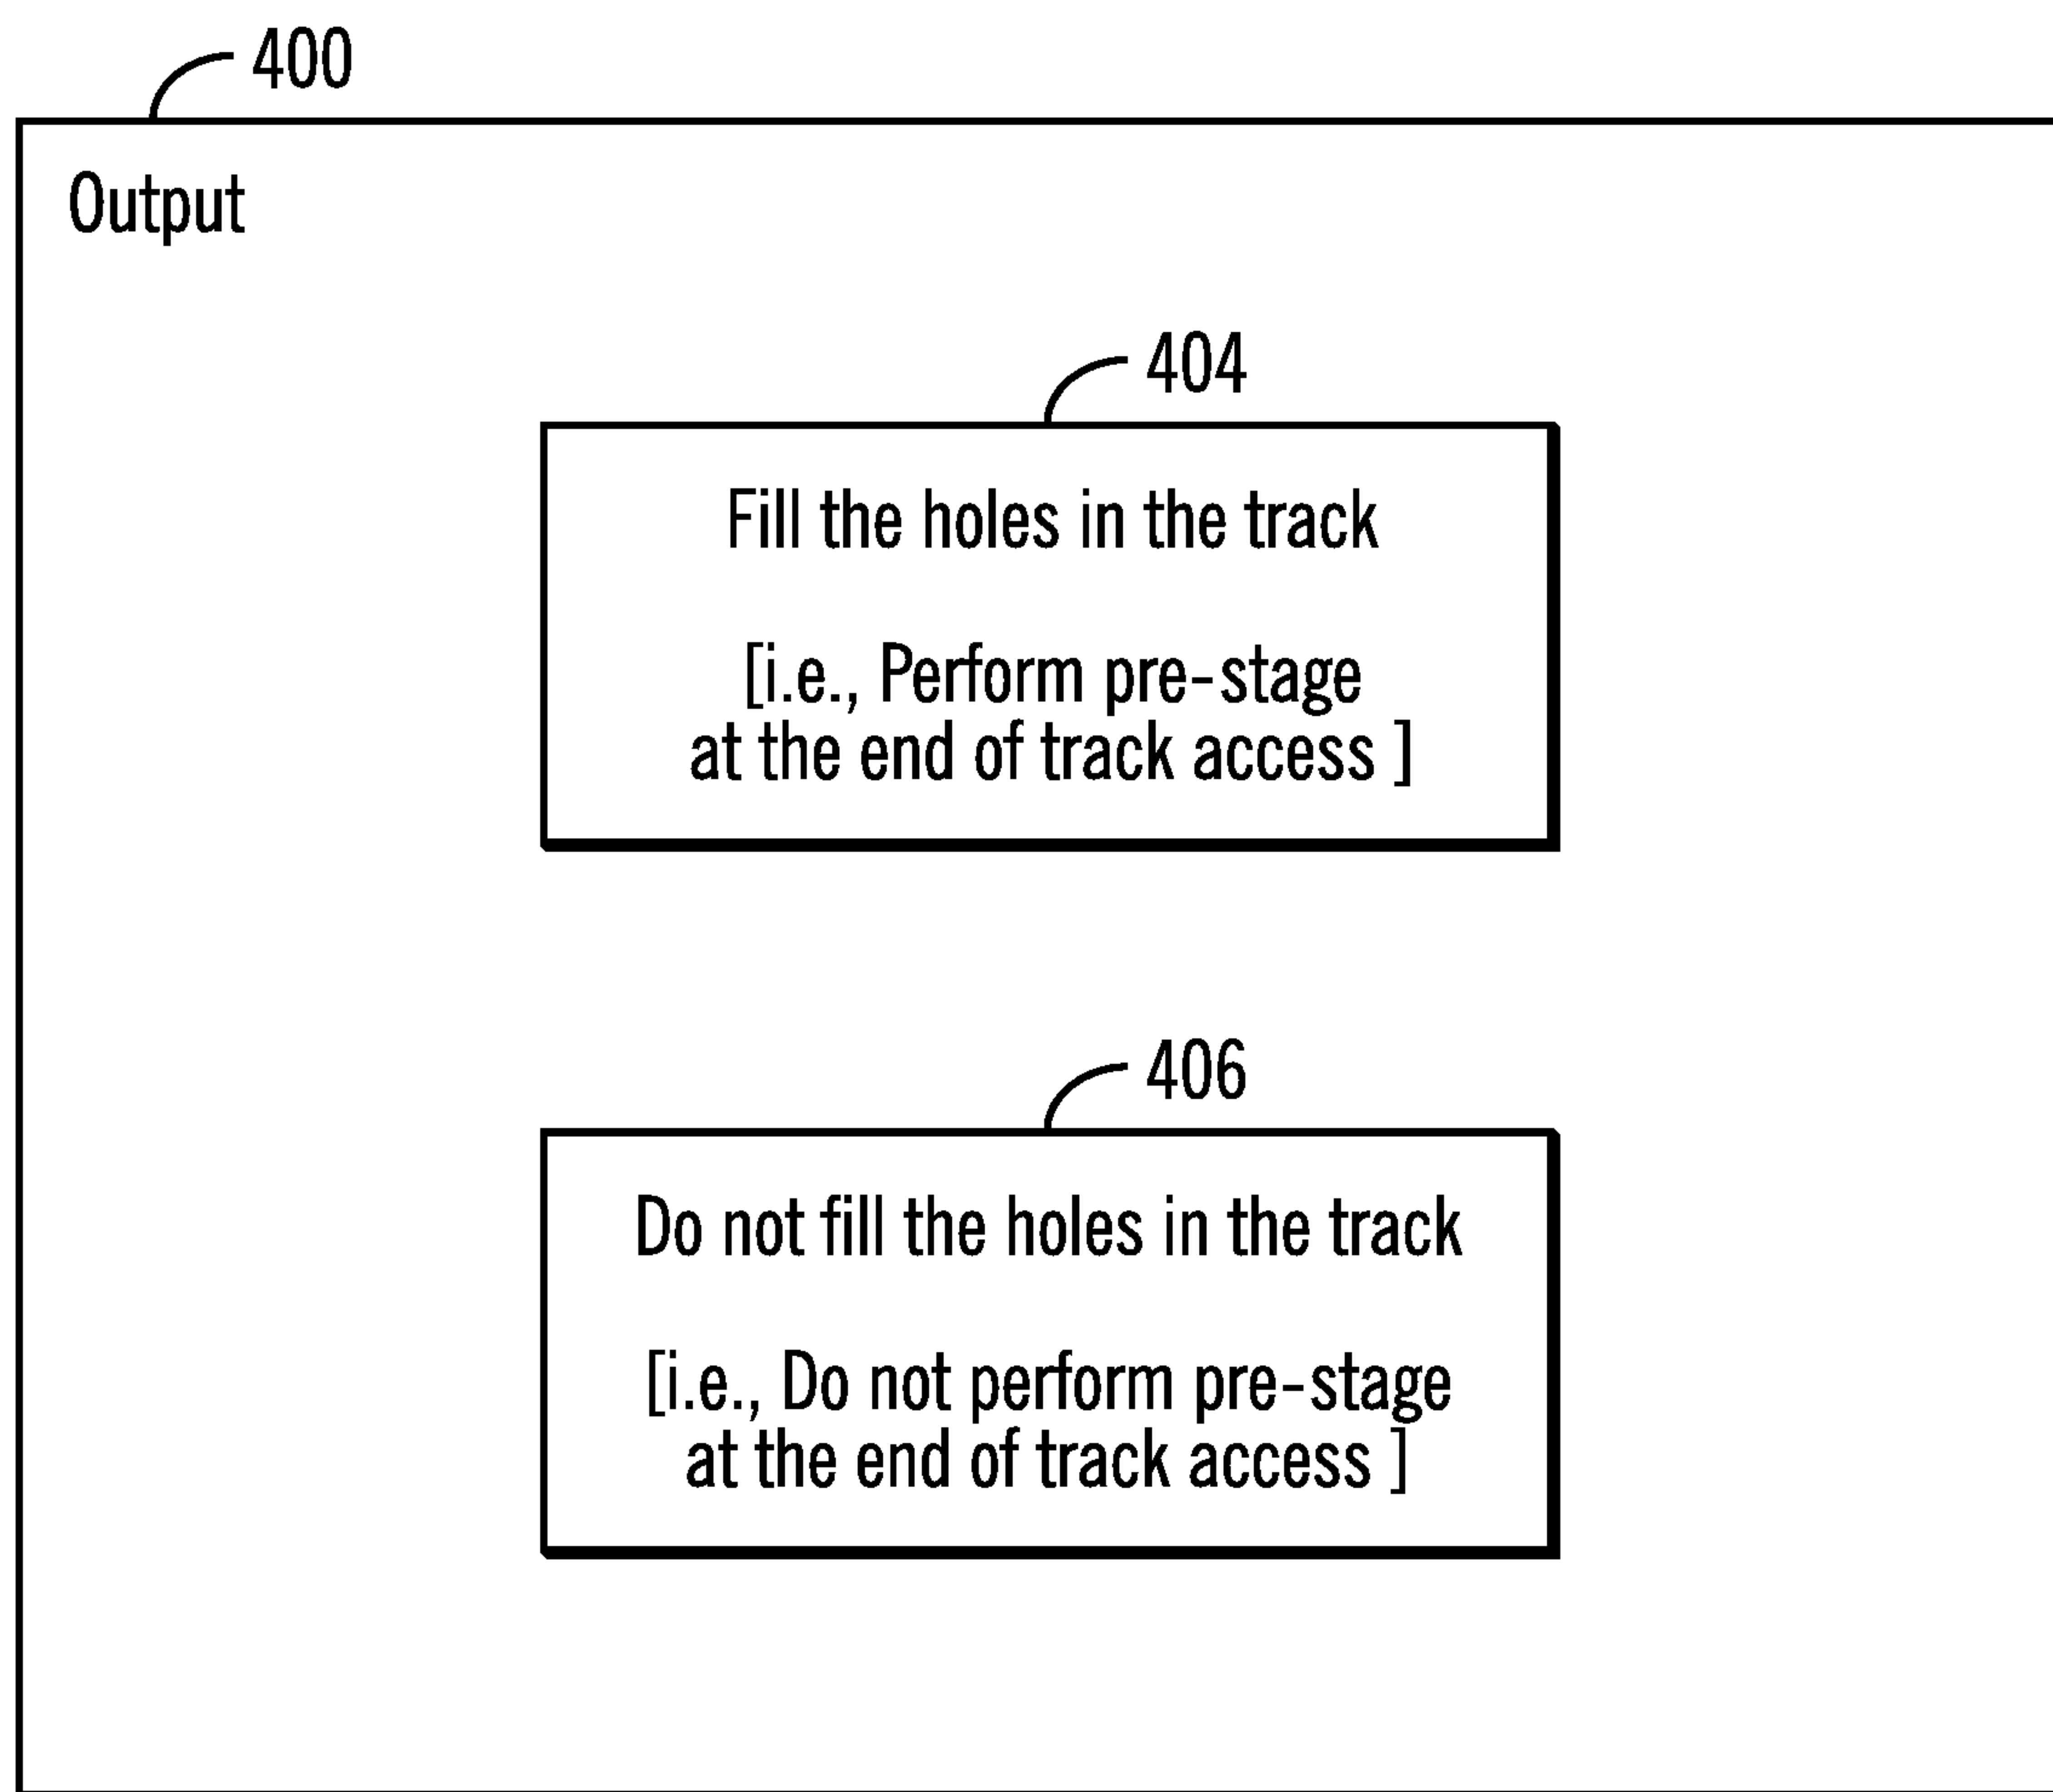 400
Output
404
Fill the holes in the track
[i.e., Perform pre-stage
at the end of track access ]
406
Do not fill the holes in the track
[i.e., Do not perform pre-stage
at the end of track access ]